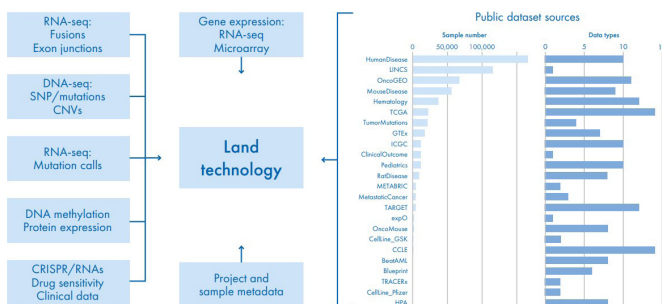 RNA-seq:
Fusions
Exon junctions
DNA-seq:
SNP/mutations
CNVs
RNA-seq:
Mutation calls
DNA methylation
Protein expression
CRISPR/RNAs
Drug sensitivity
Clinical data
Gene expression:
RNA-seq
Microarray
Land
technology
Project and
sample metadata
Public dataset sources
Sample number
0 50,000 100,000
Data types
0 5 10
HumanDisease
LINCS
OncoGEO
MouseDisease
Hematology
TCGA
TumorMutations
GTEx
ICGC
ClinicalOutcome
Pediatrics
RatDisease
METABRIC
MetastaticCancer
TARGET
expO
OncoMouse
CellLine_GSK
CCLE
BeatAML
Blueprint
TRACERx
CellLine_Pfizer
HPA